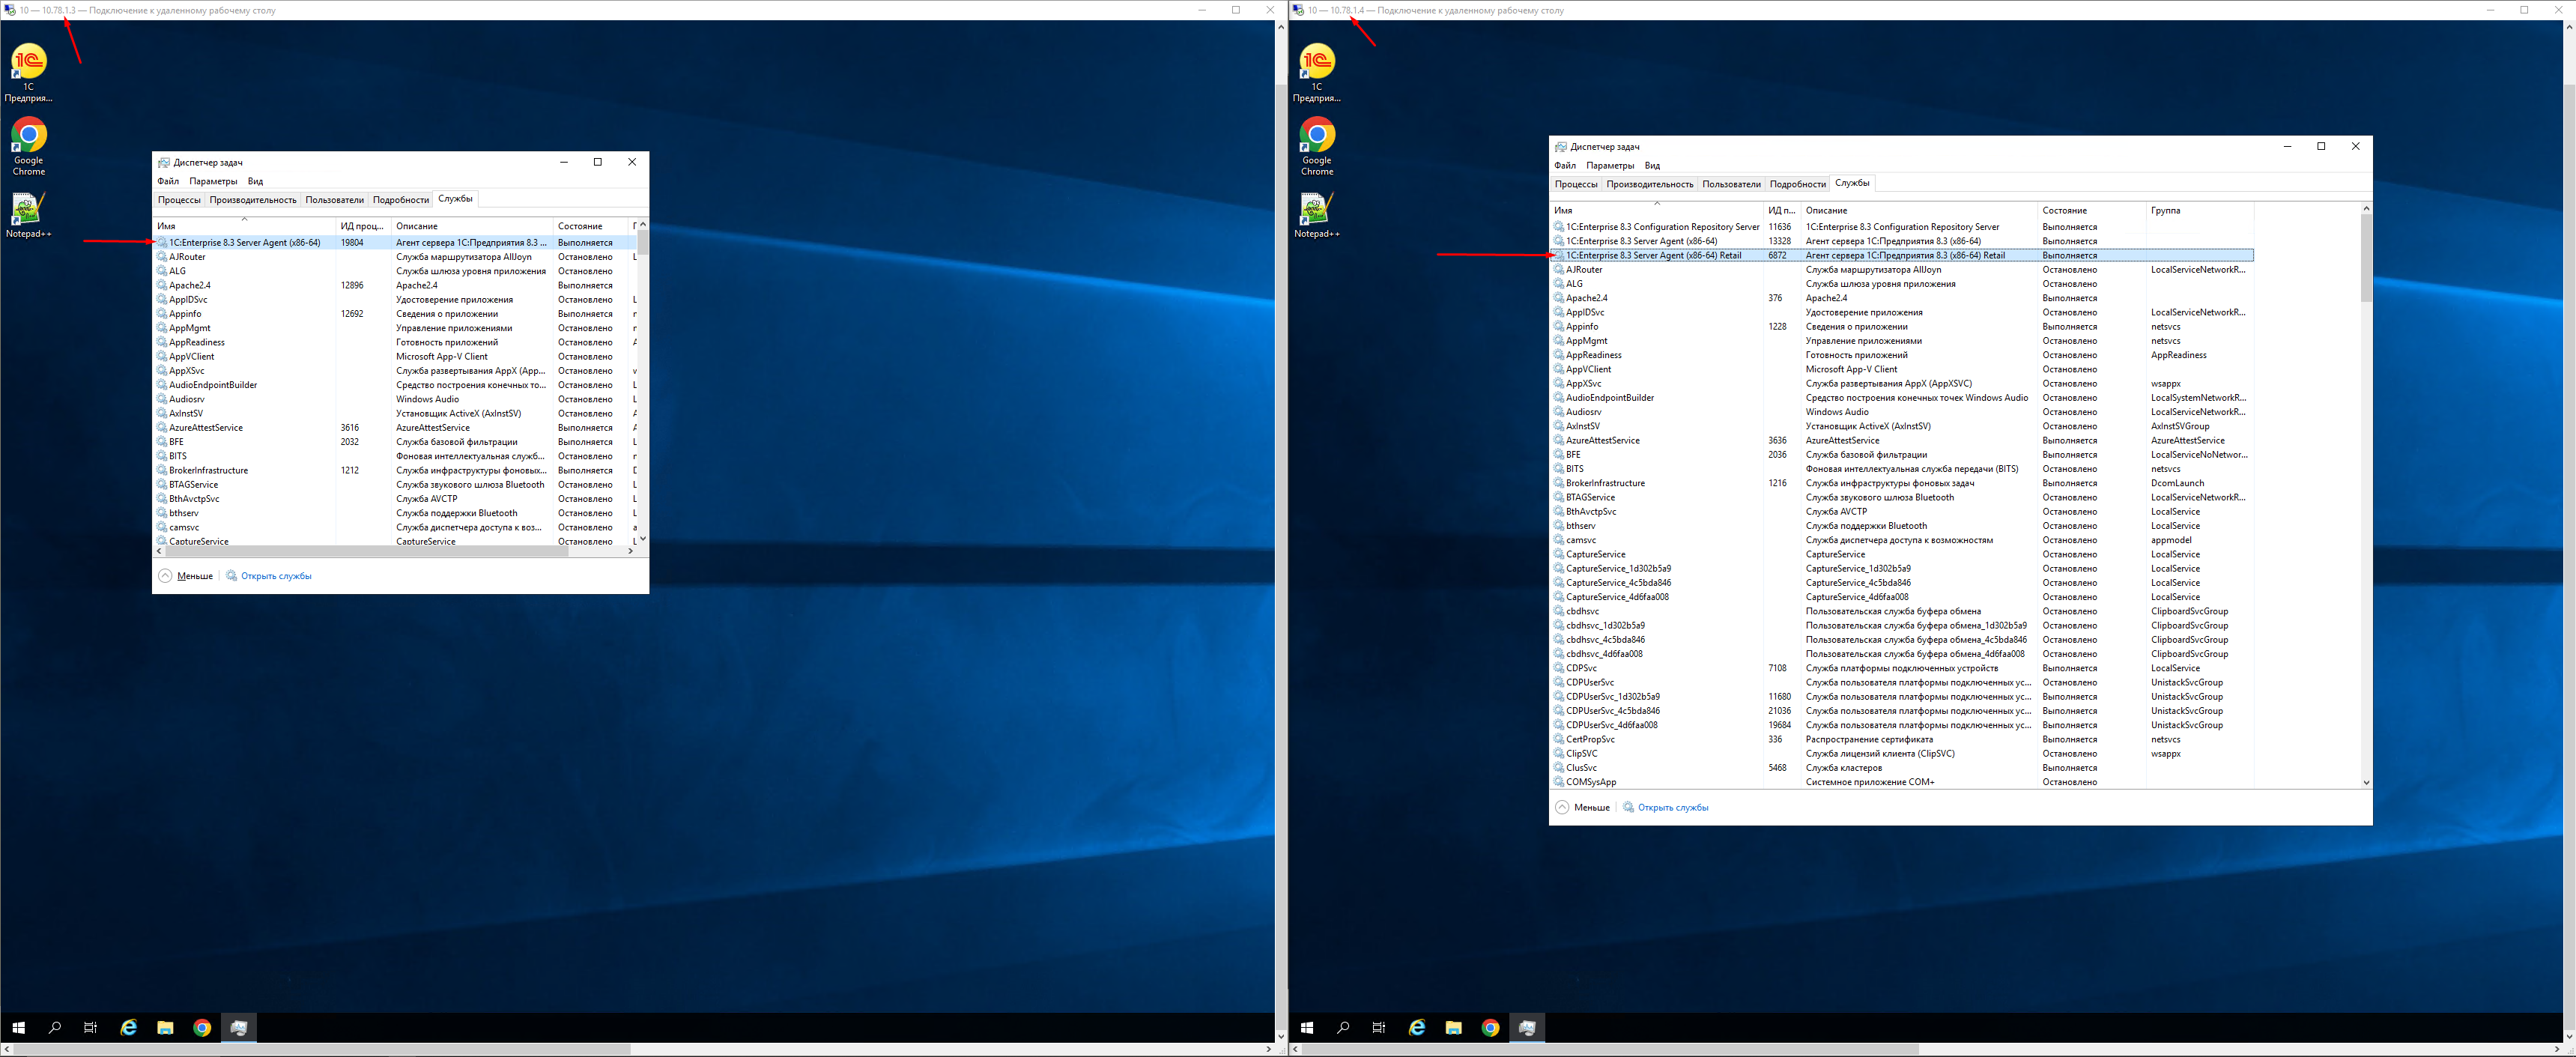 10 — 10.78.1.3 — Подключение к удаленному рабочему столу
1C
Предприя...
Google
Chrome
Notepad++
Диспетчер задач
Файл Параметры Вид
Процессы Производительность Пользователи Подробности Службы
Имя ИД проц... Описание Состояние Г
1C:Enterprise 8.3 Server Agent (x86-64) 19804 Агент сервера 1С:Предприятия 8.3 ... Выполняется
AJRouter Служба маршрутизатора AllJoyn Остановлено L
ALG Служба шлюза уровня приложения Остановлено
Apache2.4 12896 Apache2.4 Выполняется
AppIDSvc Удостоверение приложения Остановлено L
Appinfo 12692 Сведения о приложении Выполняется n
AppMgmt Управление приложениями Остановлено n
AppReadiness Готовность приложений Остановлено A
AppVClient Microsoft App-V Client Остановлено
AppXSvc Служба развертывания AppX (App... Остановлено w
AudioEndpointBuilder Средство построения конечных то... Остановлено L
Audiosrv Windows Audio Остановлено L
AxInstSV Установщик ActiveX (AxInstSV) Остановлено A
AzureAttestService 3616 AzureAttestService Выполняется A
BFE 2032 Служба базовой фильтрации Выполняется L
BITS Фоновая интеллектуальная служб... Остановлено n
BrokerInfrastructure 1212 Служба инфраструктуры фоновых... Выполняется D
BTAGService Служба звукового шлюза Bluetooth Остановлено L
BthAvctpSvc Служба AVCTP Остановлено L
bthserv Служба поддержки Bluetooth Остановлено L
camsvc Служба диспетчера доступа к воз... Остановлено a
CaptureService CaptureService Остановлено L
Меньше Открыть службы
10 — 10.78.1.4 — Подключение к удаленному рабочему столу
1C
Предприя...
Google
Chrome
Notepad++
Диспетчер задач
Файл Параметры Вид
Процессы Производительность Пользователи Подробности Службы
Имя ИД п... Описание Состояние Группа
1C:Enterprise 8.3 Configuration Repository Server 11636 1C:Enterprise 8.3 Configuration Repository Server Выполняется
1C:Enterprise 8.3 Server Agent (x86-64) 13328 Агент сервера 1С:Предприятия 8.3 (x86-64) Выполняется
1C:Enterprise 8.3 Server Agent (x86-64) Retail 6872 Агент сервера 1С:Предприятия 8.3 (x86-64) Retail Выполняется
AJRouter Служба маршрутизатора AllJoyn Остановлено LocalServiceNetworkR...
ALG Служба шлюза уровня приложения Остановлено
Apache2.4 376 Apache2.4 Выполняется
AppIDSvc Удостоверение приложения Остановлено LocalServiceNetworkR...
Appinfo 1228 Сведения о приложении Выполняется netsvcs
AppMgmt Управление приложениями Остановлено netsvcs
AppReadiness Готовность приложений Остановлено AppReadiness
AppVClient Microsoft App-V Client Остановлено
AppXSvc Служба развертывания AppX (AppXSVC) Остановлено wsappx
AudioEndpointBuilder Средство построения конечных точек Windows Audio Остановлено LocalSystemNetworkR...
Audiosrv Windows Audio Остановлено LocalServiceNetworkR...
AxInstSV Установщик ActiveX (AxInstSV) Остановлено AxInstSVGroup
AzureAttestService 3636 AzureAttestService Выполняется AzureAttestService
BFE 2036 Служба базовой фильтрации Выполняется LocalServiceNoNetwor...
BITS Фоновая интеллектуальная служба передачи (BITS) Остановлено netsvcs
BrokerInfrastructure 1216 Служба инфраструктуры фоновых задач Выполняется DcomLaunch
BTAGService Служба звукового шлюза Bluetooth Остановлено LocalServiceNetworkR...
BthAvctpSvc Служба AVCTP Остановлено LocalService
bthserv Служба поддержки Bluetooth Остановлено LocalService
camsvc Служба диспетчера доступа к возможностям Остановлено appmodel
CaptureService CaptureService Остановлено LocalService
CaptureService_1d302b5a9 CaptureService_1d302b5a9 Остановлено LocalService
CaptureService_4c5bda846 CaptureService_4c5bda846 Остановлено LocalService
CaptureService_4d6faa008 CaptureService_4d6faa008 Остановлено LocalService
cbdhsvc Пользовательская служба буфера обмена Остановлено ClipboardSvcGroup
cbdhsvc_1d302b5a9 Пользовательская служба буфера обмена_1d302b5a9 Остановлено ClipboardSvcGroup
cbdhsvc_4c5bda846 Пользовательская служба буфера обмена_4c5bda846 Остановлено ClipboardSvcGroup
cbdhsvc_4d6faa008 Пользовательская служба буфера обмена_4d6faa008 Остановлено ClipboardSvcGroup
CDPSvc 7108 Служба платформы подключенных устройств Выполняется LocalService
CDPUserSvc Служба пользователя платформы подключенных ус... Остановлено UnistackSvcGroup
CDPUserSvc_1d302b5a9 11680 Служба пользователя платформы подключенных ус... Выполняется UnistackSvcGroup
CDPUserSvc_4c5bda846 21036 Служба пользователя платформы подключенных ус... Выполняется UnistackSvcGroup
CDPUserSvc_4d6faa008 19684 Служба пользователя платформы подключенных ус... Выполняется UnistackSvcGroup
CertPropSvc 336 Распространение сертификата Выполняется netsvcs
ClipSVC Служба лицензий клиента (ClipSVC) Остановлено wsappx
ClusSvc 5468 Служба кластеров Выполняется
COMSysApp Системное приложение COM+ Остановлено
Меньше Открыть службы